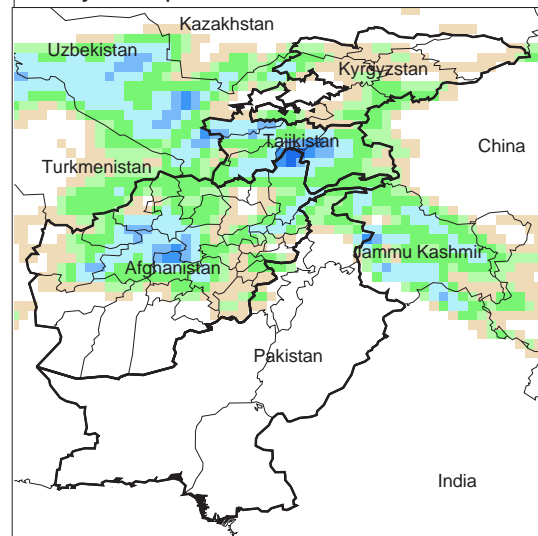 Kazakhstan
Uzbekistan
Kyrgyzstan
Tajikistan
China
Turkmenistan
Jammu Kashmir
Afghanistan
Pakistan
India